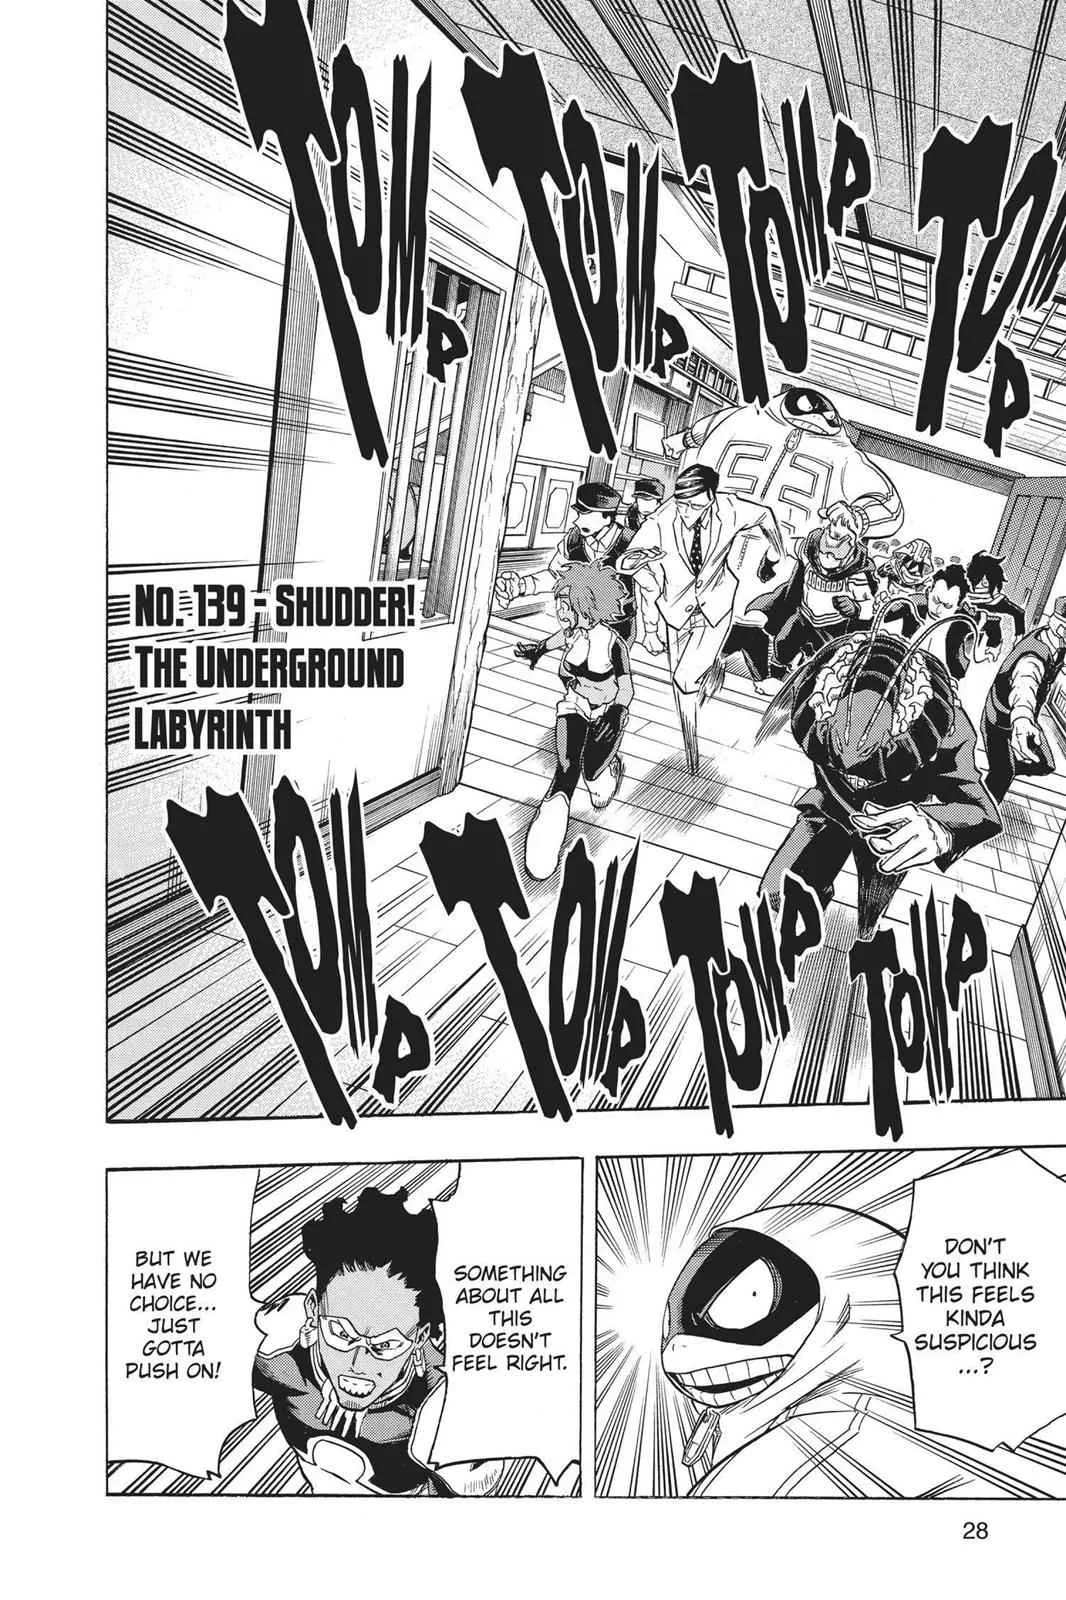 TOMP
TOMP
TOMP
TOMP
NO. 139 - SHUDDER!
THE UNDERGROUND
LABYRINTH
TOMP
TOMP
TOMP
TOMP
DON'T
YOU THINK
THIS FEELS
KINDA
SUSPICIOUS
...?
SOMETHING
ABOUT ALL
THIS
DOESN'T
FEEL RIGHT.
BUT WE
HAVE NO
CHOICE...
JUST
GOTTA
PUSH ON!
28